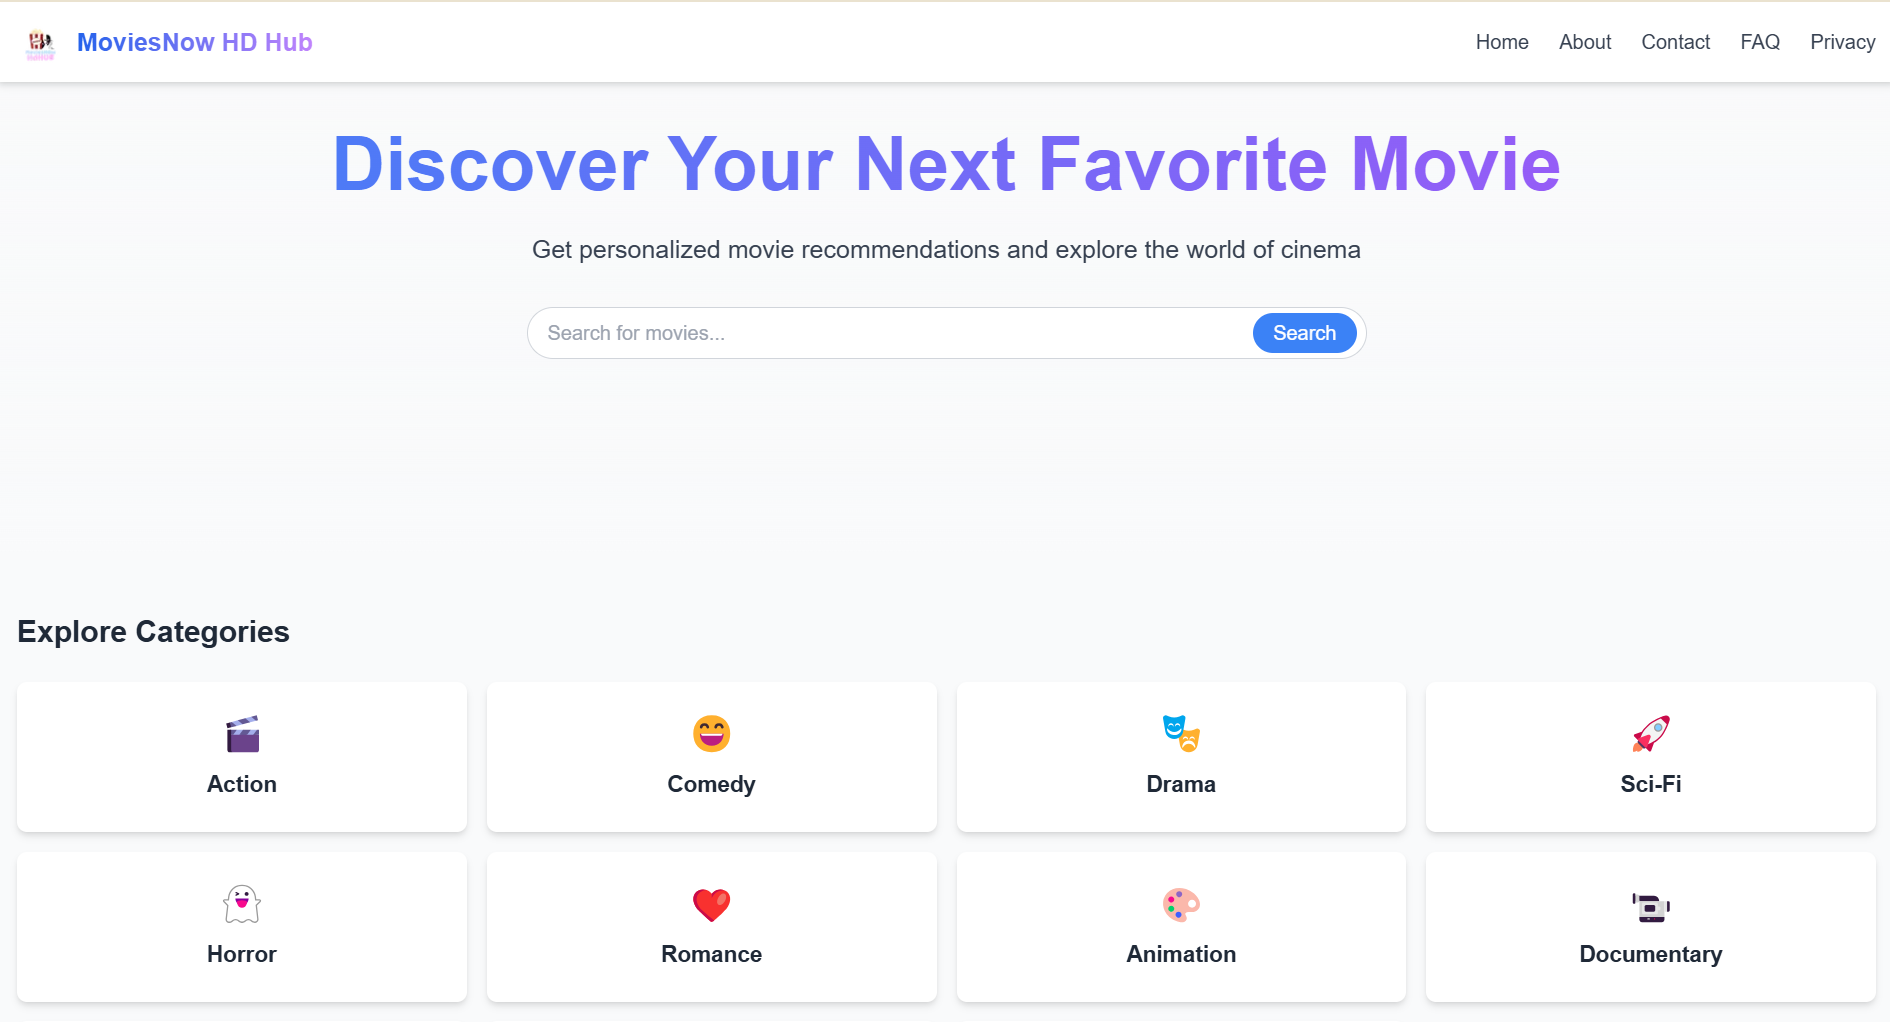 MoviesNow HD Hub
Home About Contact FAQ Privacy
Discover Your Next Favorite Movie
Get personalized movie recommendations and explore the world of cinema
Search for movies... Search
Explore Categories
Action Comedy Drama Sci-Fi
Horror Romance Animation Documentary